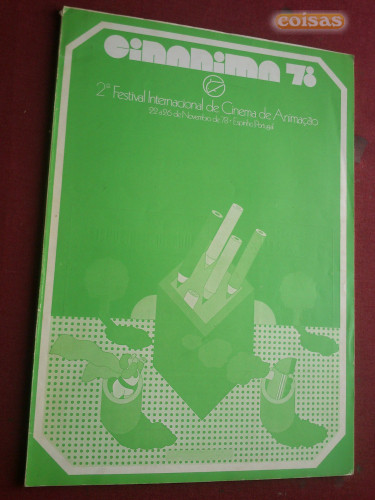 coisas
cinanima 78
2º Festival Internacional de Cinema de Animação
22 a 26 de Novembro de 78 - Espinho Portugal